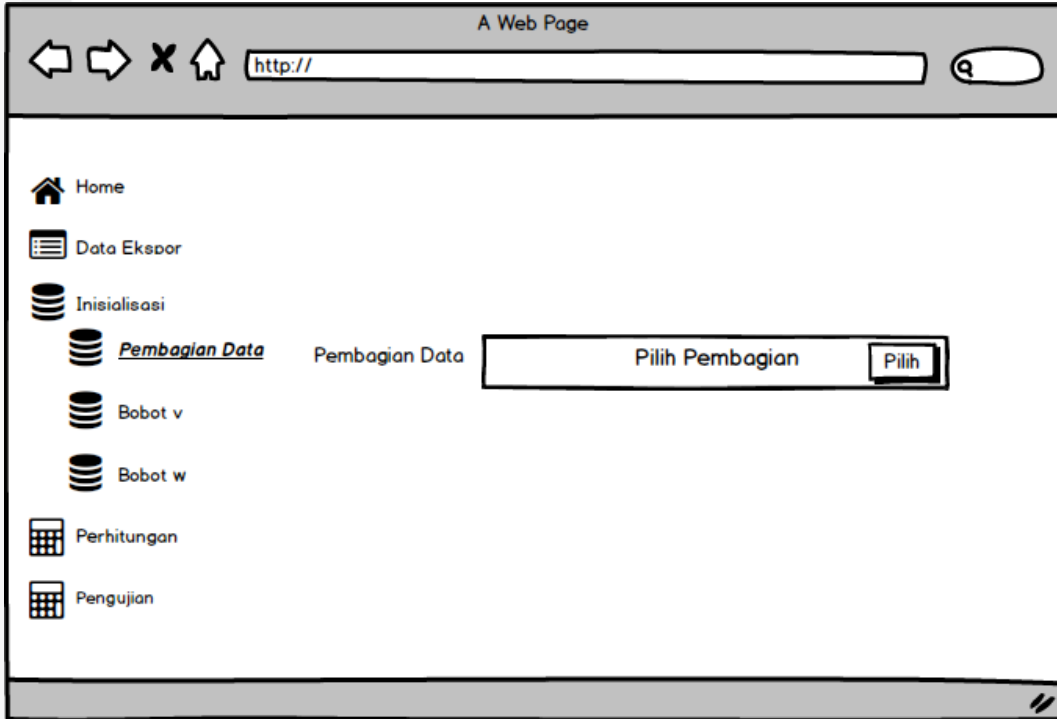 A Web Page
http://
Home
Data Ekspor
Inisialisasi
Pembagian Data
Pembagian Data
Pilih Pembagian
Pilih
Bobot v
Bobot w
Perhitungan
Pengujian